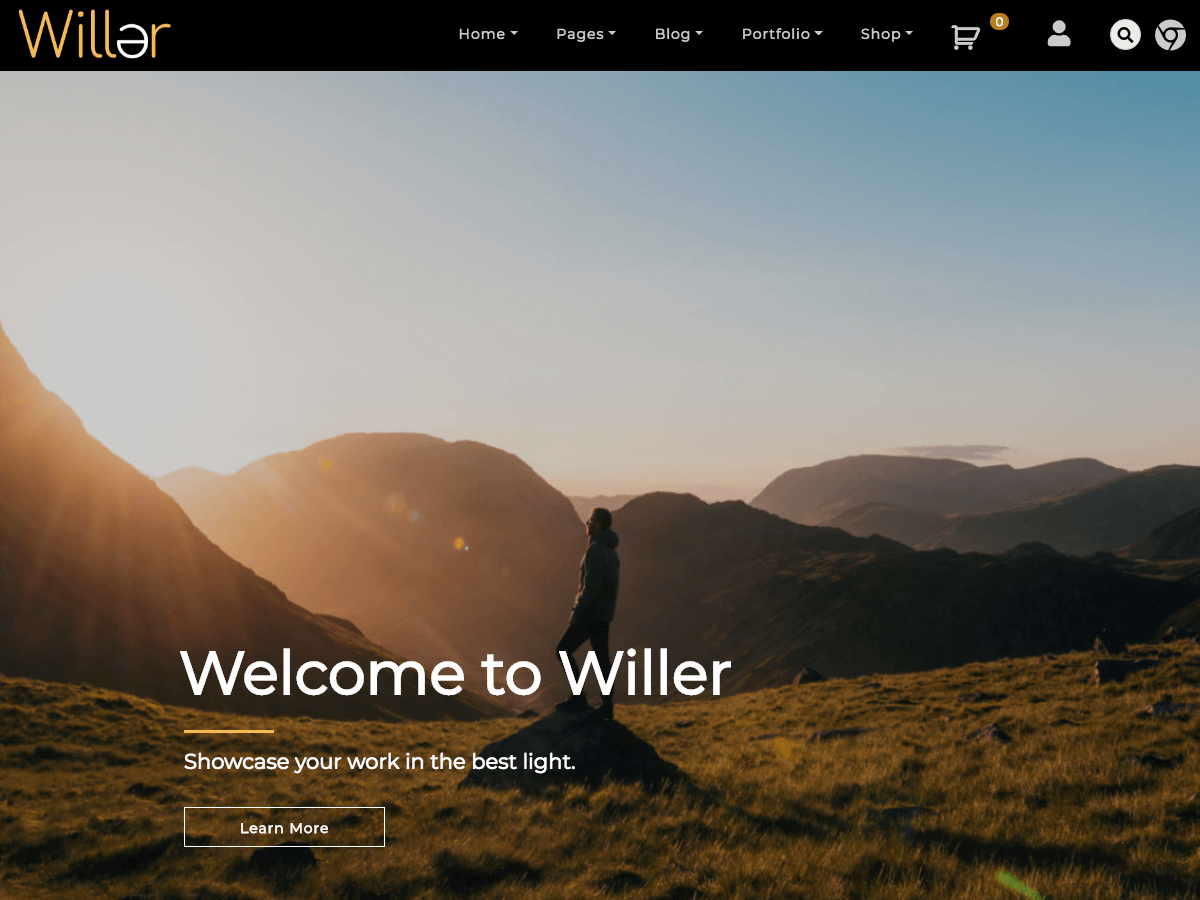 Willər
Home Pages Blog Portfolio Shop 0
Welcome to Willer
Showcase your work in the best light.
Learn More